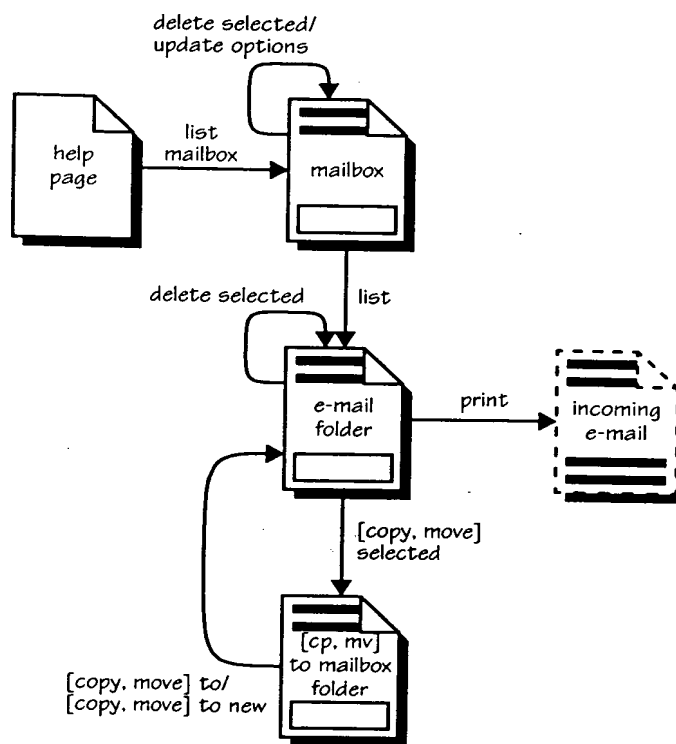 delete selected/
update options
help
page
list
mailbox
mailbox
delete selected
list
e-mail
folder
print
incoming
e-mail
[copy, move]
selected
[cp, mv]
to mailbox
folder
[copy, move] to/
[copy, move] to new